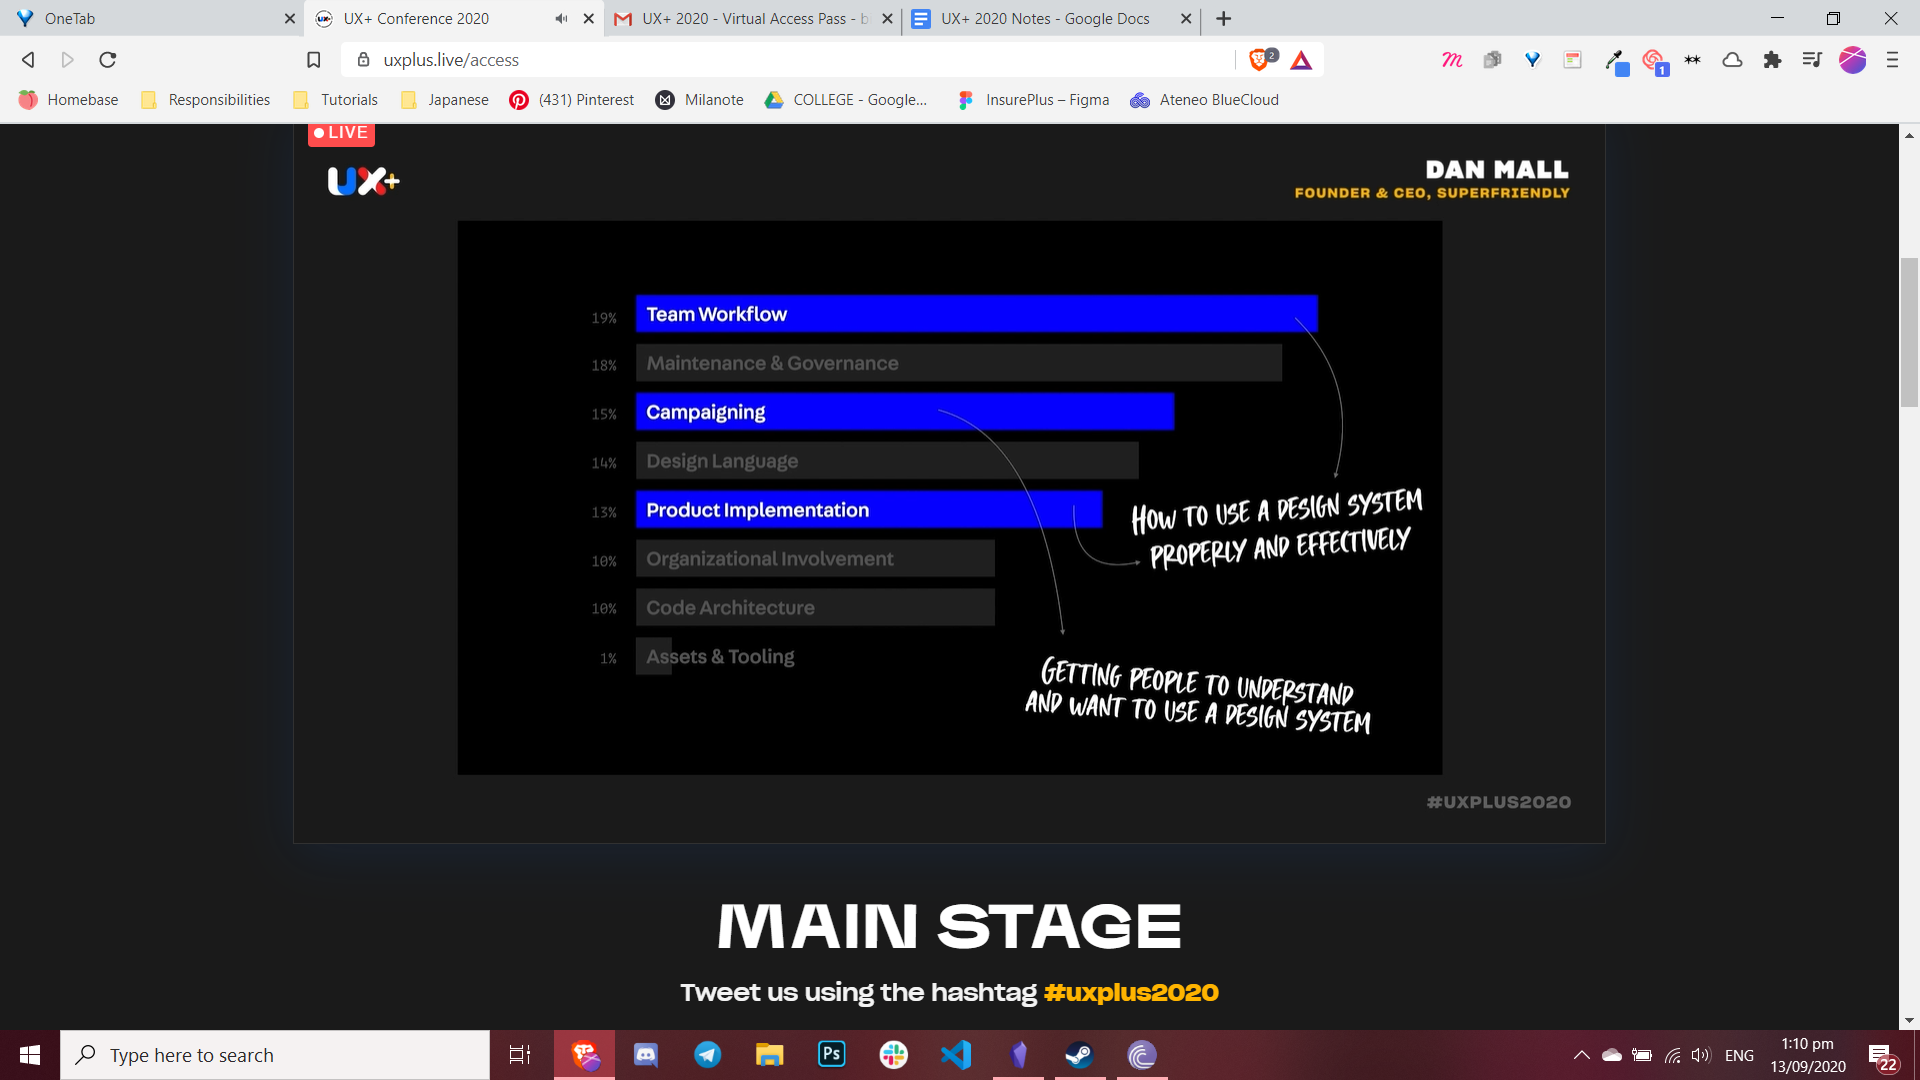 OneTab
UX+ Conference 2020
UX+ 2020 - Virtual Access Pass - b
UX+ 2020 Notes - Google Docs
uxplus.live/access
2
1
Homebase
Responsibilities
Tutorials
Japanese
(431) Pinterest
Milanote
COLLEGE - Google...
InsurePlus – Figma
Ateneo BlueCloud
LIVE
UX+
DAN MALL
FOUNDER & CEO, SUPERFRIENDLY
19% Team Workflow
18% Maintenance & Governance
15% Campaigning
14% Design Language
13% Product Implementation
10% Organizational Involvement
10% Code Architecture
1% Assets & Tooling
HOW TO USE A DESIGN SYSTEM
PROPERLY AND EFFECTIVELY
GETTING PEOPLE TO UNDERSTAND
AND WANT TO USE A DESIGN SYSTEM
#UXPLUS2020
MAIN STAGE
Tweet us using the hashtag #uxplus2020
Type here to search
Ps
ENG
1:10 pm
13/09/2020
22